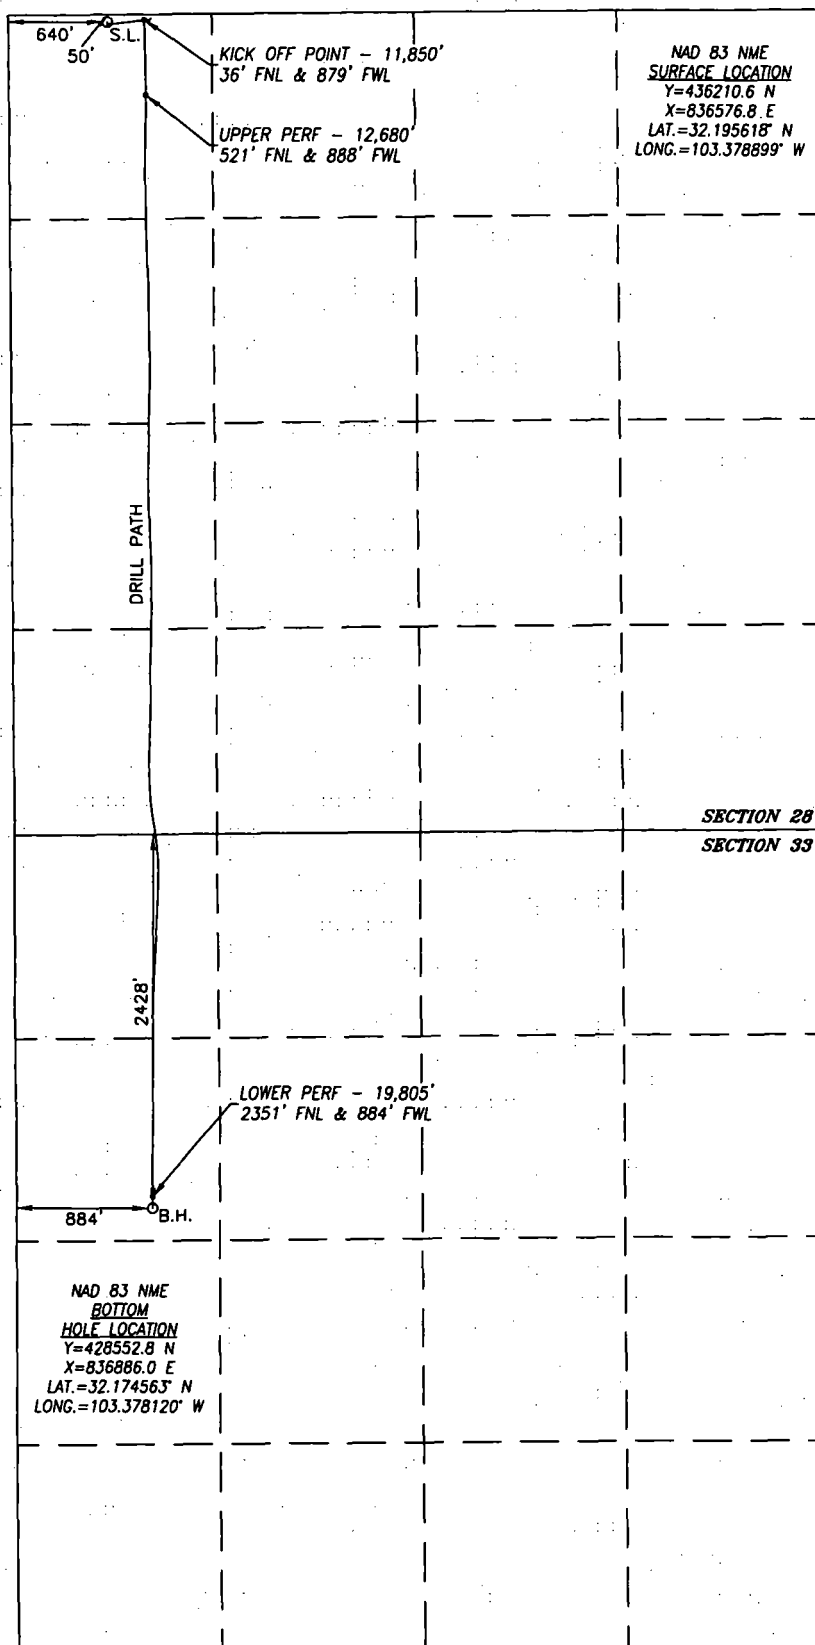 640'
50'
S.L.
KICK OFF POINT - 11,850'
36' FNL & 879' FWL
UPPER PERF - 12,680'
521' FNL & 888' FWL
NAD 83 NME
SURFACE LOCATION
Y=436210.6 N
X=836576.8 E
LAT.=32.195618° N
LONG.=103.378899° W
DRILL PATH
SECTION 28
SECTION 33
2428'
LOWER PERF - 19,805'
2351' FNL & 884' FWL
884'
B.H.
NAD 83 NME
BOTTOM
HOLE LOCATION
Y=428552.8 N
X=836886.0 E
LAT.=32.174563° N
LONG.=103.378120° W